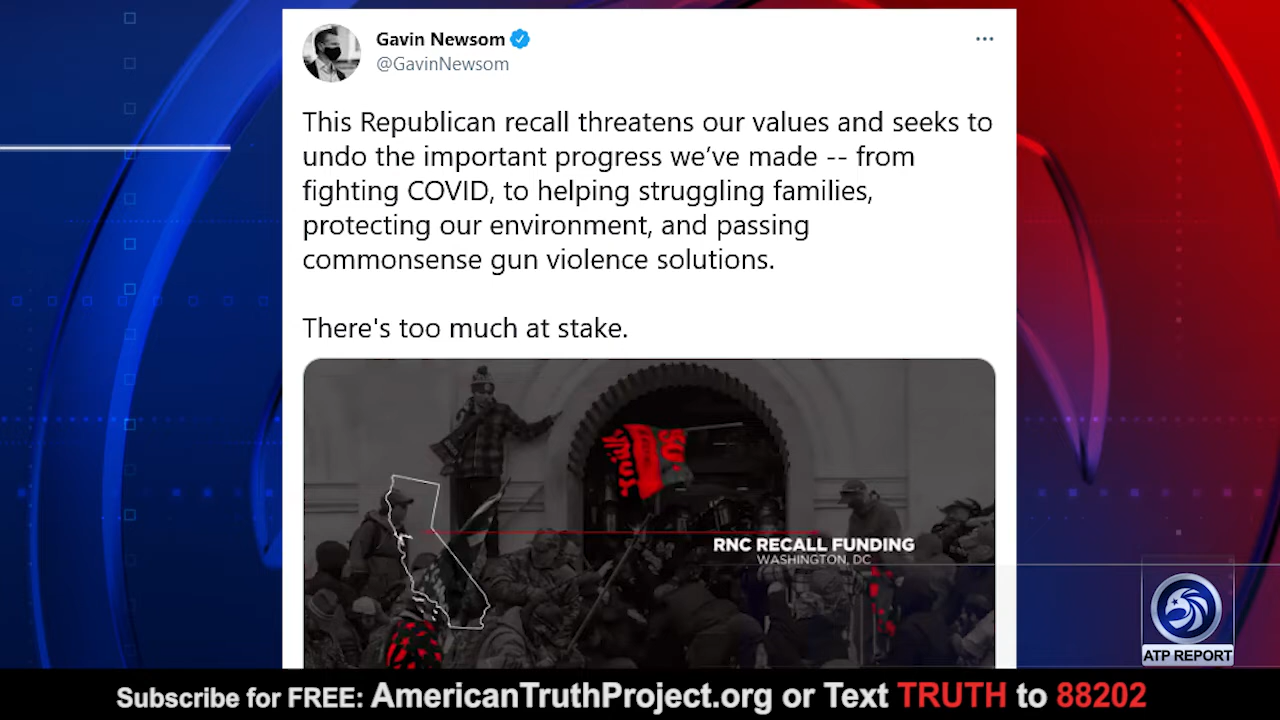 Gavin Newsom
@GavinNewsom
This Republican recall threatens our values and seeks to
undo the important progress we've made -- from
fighting COVID, to helping struggling families,
protecting our environment, and passing
commonsense gun violence solutions.
There's too much at stake.
RNC RECALL FUNDING
WASHINGTON, DC
ATP REPORT
Subscribe for FREE: AmericanTruthProject.org or Text TRUTH to 88202